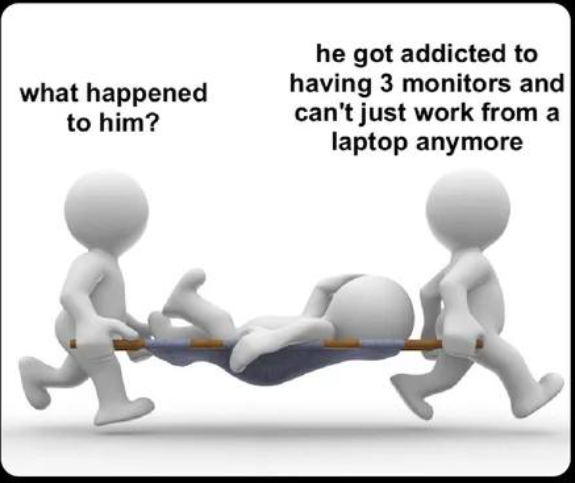 what happened
to him?
he got addicted to
having 3 monitors and
can't just work from a
laptop anymore